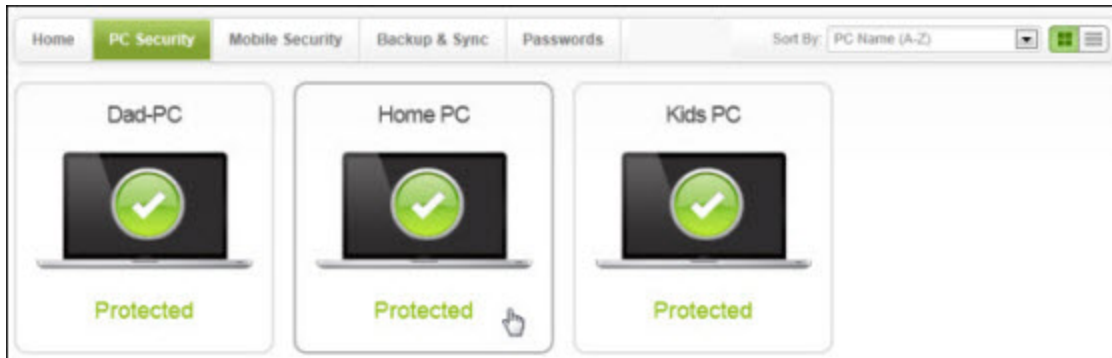 Home PC Security Mobile Security Backup & Sync Passwords Sort By: PC Name (A-Z)
Dad-PC Home PC Kids PC
Protected Protected Protected